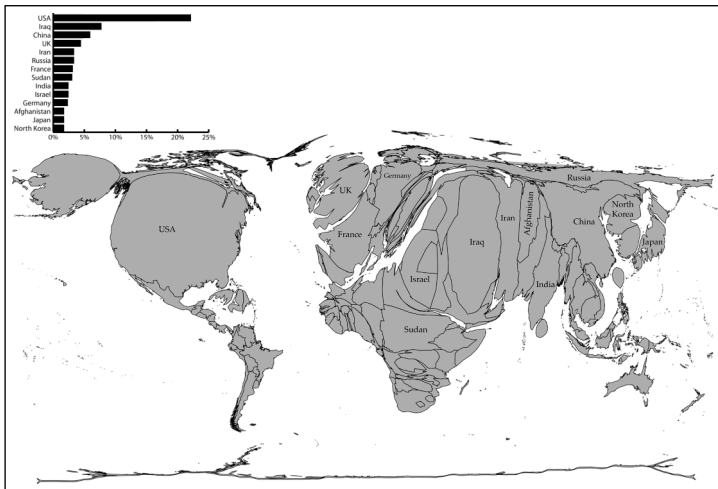 USA
Iraq
China
UK
Iran
Russia
France
Sudan
India
Israel
Germany
Afghanistan
Japan
North Korea
0% 5% 10% 15% 20% 25%
USA
UK
Germany
France
Russia
Iraq
Iran
Afghanistan
China
North
Korea
Japan
Israel
India
Sudan